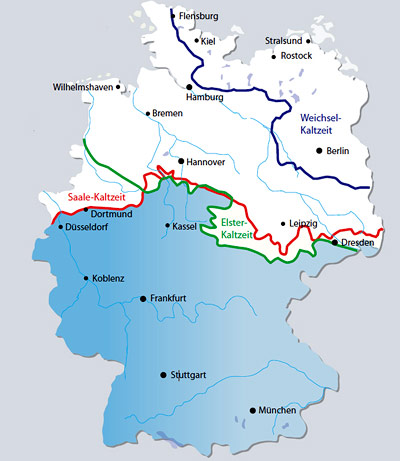 Flensburg
Kiel
Stralsund
Rostock
Wilhelmshaven
Hamburg
Bremen
Weichsel-
Kaltzeit
Berlin
Hannover
Saale-Kaltzeit
Dortmund
Düsseldorf
Kassel
Elster-
Kaltzeit
Leipzig
Dresden
Koblenz
Frankfurt
Stuttgart
München